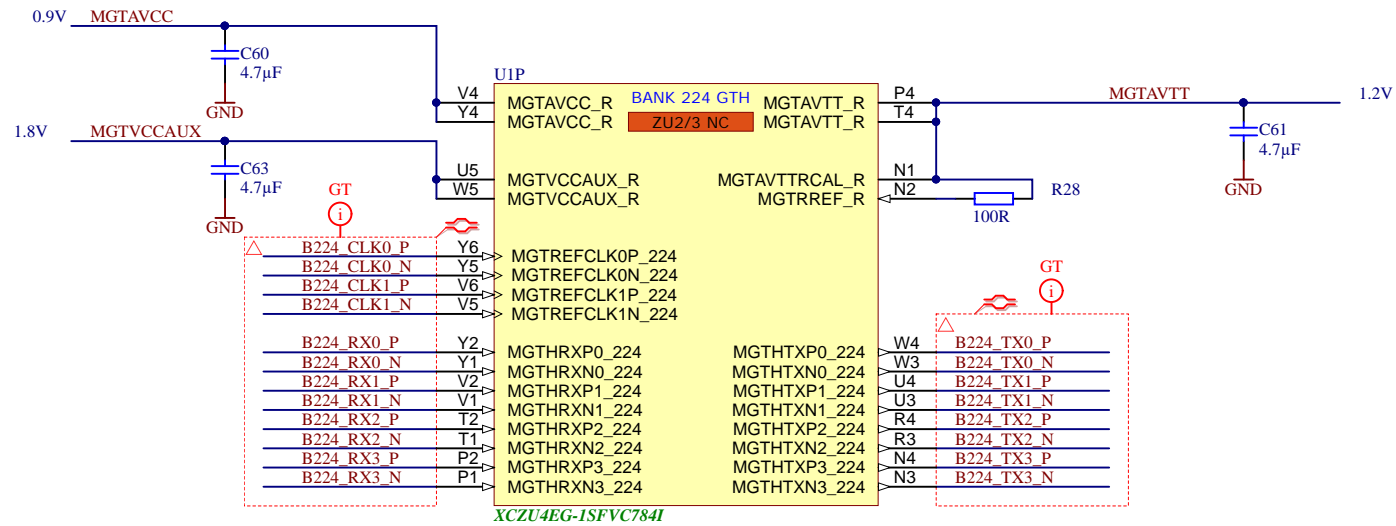 0.9V
MGTAVCC
C60
4.7µF
GND
1.8V
MGTVCCAUX
C63
4.7µF
GND
U1P
BANK 224 GTH
ZU2/3 NC
V4 MGTAVCC_R
Y4 MGTAVCC_R
U5 MGTVCCAUX_R
W5 MGTVCCAUX_R
MGTAVTT_R P4
MGTAVTT_R T4
MGTAVTTRCAL_R N1
MGTRREF_R N2
MGTAVTT
1.2V
C61
4.7µF
GND
R28
100R
GT
i
B224_CLK0_P Y6 MGTREFCLK0P_224
B224_CLK0_N Y5 MGTREFCLK0N_224
B224_CLK1_P V6 MGTREFCLK1P_224
B224_CLK1_N V5 MGTREFCLK1N_224
B224_RX0_P Y2 MGTHRXP0_224
B224_RX0_N Y1 MGTHRXN0_224
B224_RX1_P V2 MGTHRXP1_224
B224_RX1_N V1 MGTHRXN1_224
B224_RX2_P T2 MGTHRXP2_224
B224_RX2_N T1 MGTHRXN2_224
B224_RX3_P P2 MGTHRXP3_224
B224_RX3_N P1 MGTHRXN3_224
GT
i
MGTHTXP0_224 W4 B224_TX0_P
MGTHTXN0_224 W3 B224_TX0_N
MGTHTXP1_224 U4 B224_TX1_P
MGTHTXN1_224 U3 B224_TX1_N
MGTHTXP2_224 R4 B224_TX2_P
MGTHTXN2_224 R3 B224_TX2_N
MGTHTXP3_224 N4 B224_TX3_P
MGTHTXN3_224 N3 B224_TX3_N
XCZU4EG-1SFVC784I